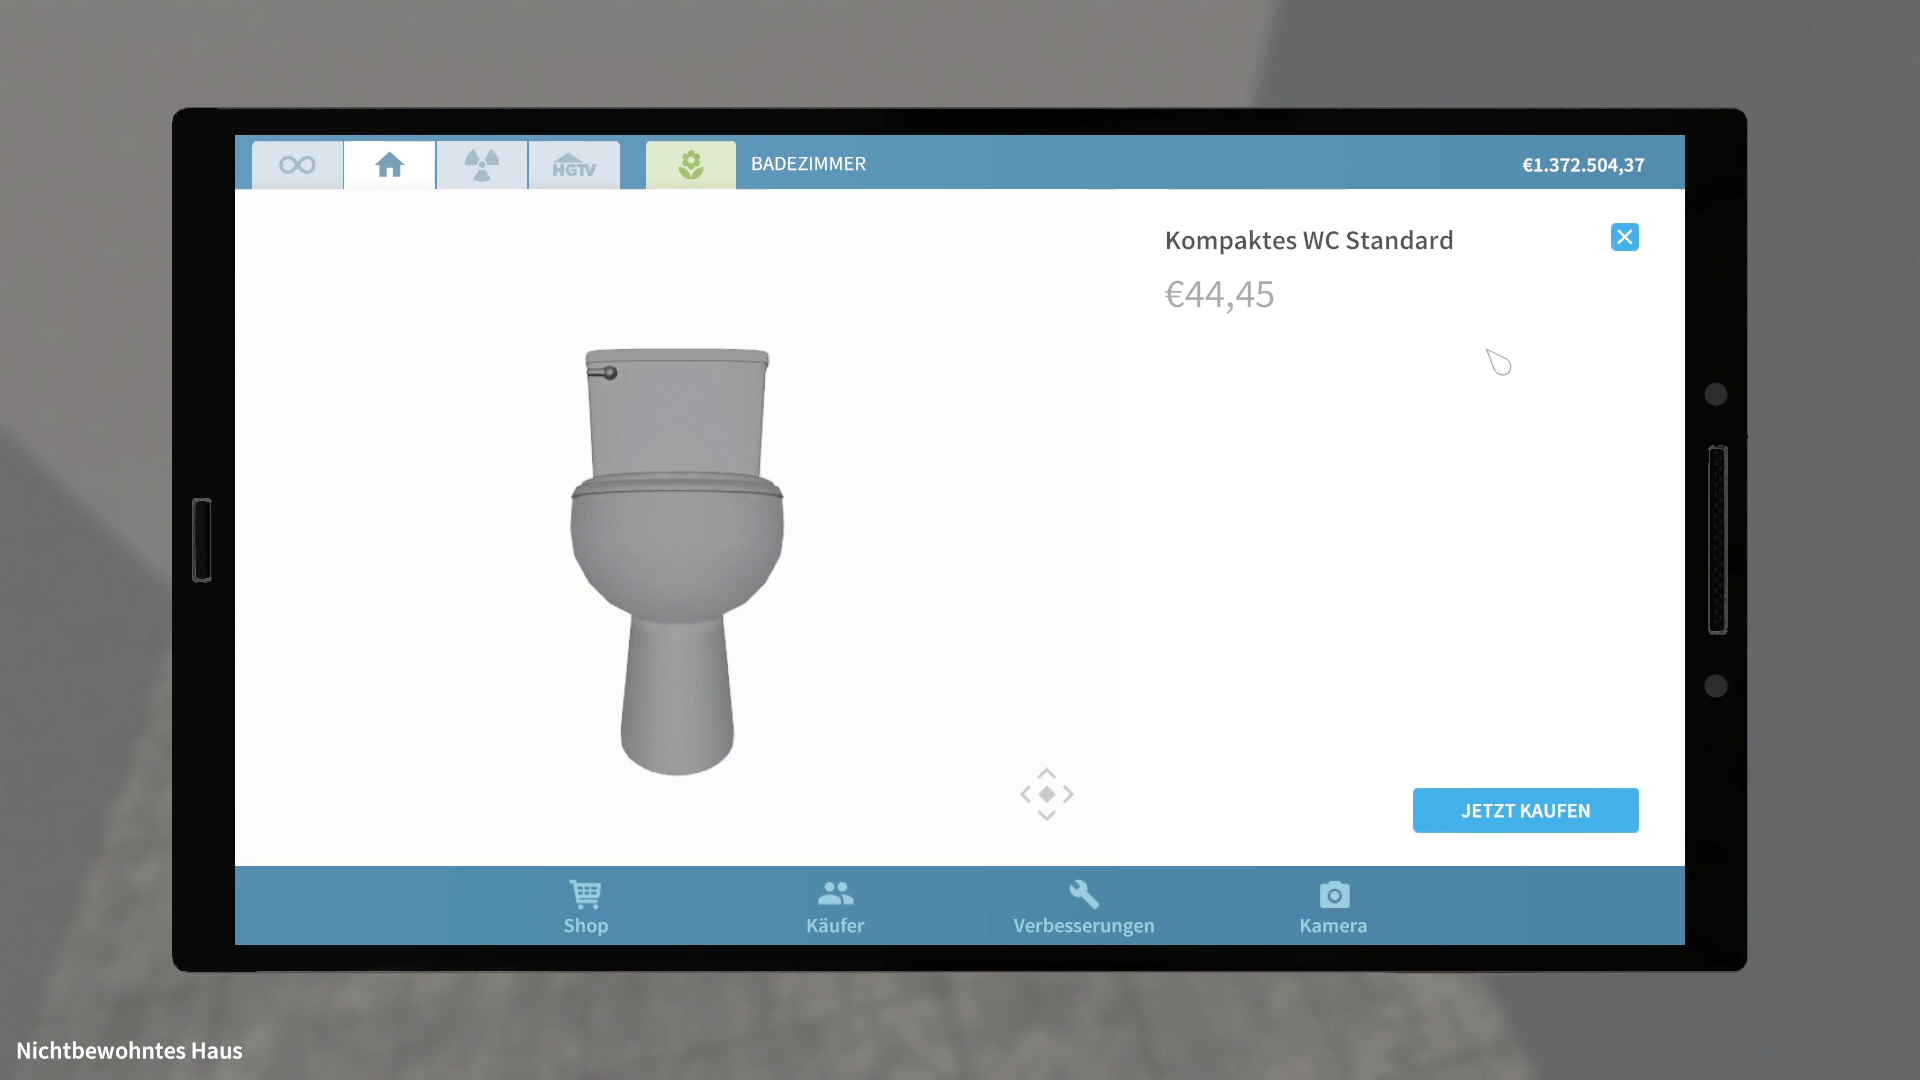 HGTV
BADEZIMMER
€1.372.504,37
Kompaktes WC Standard
€44,45
JETZT KAUFEN
Shop
Käufer
Verbesserungen
Kamera
Nichtbewohntes Haus